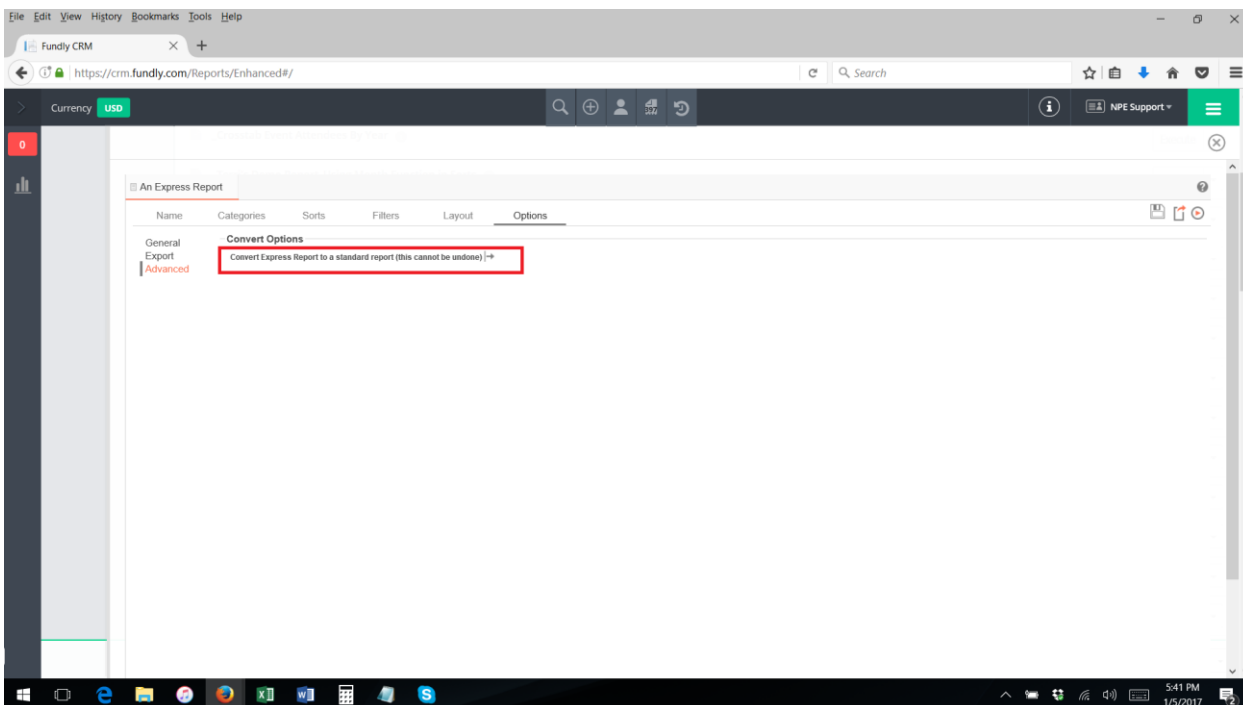 File Edit View History Bookmarks Tools Help
Fundly CRM
https://crm.fundly.com/Reports/Enhanced#/
Search
Currency USD
NPE Support
0
An Express Report
Name Categories Sorts Filters Layout Options
General
Export
Advanced
Convert Options
Convert Express Report to a standard report (this cannot be undone)
5:41 PM
1/5/2017